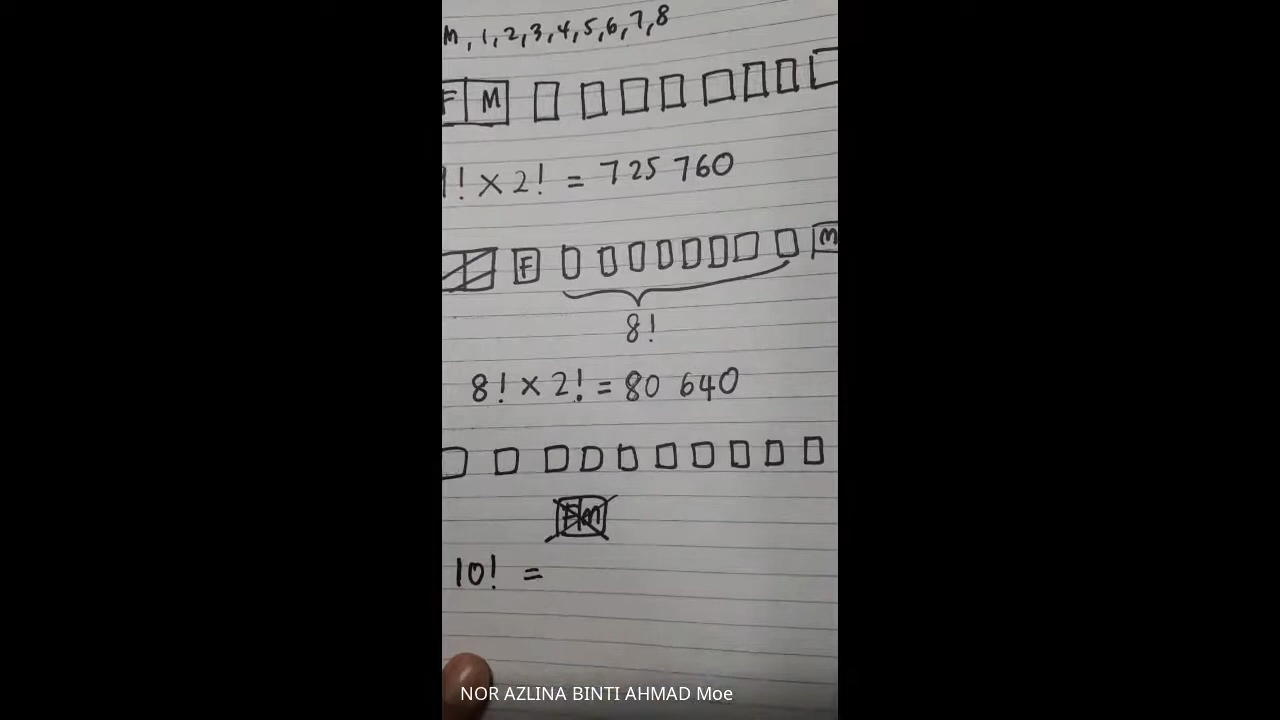 M, 1, 2, 3, 4, 5, 6, 7, 8
F M
! × 2! = 725 760
F M
8!
8! × 2! = 80 640
10! =
NOR AZLINA BINTI AHMAD Moe